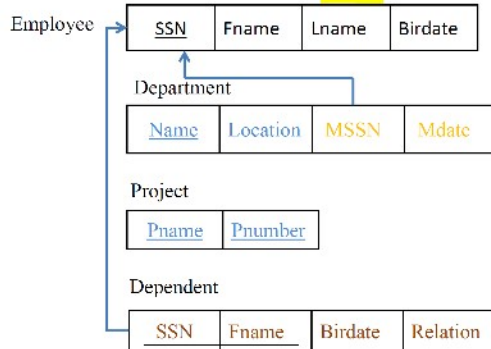 Employee SSN Fname Lname Birdate
Department
Name Location MSSN Mdate
Project
Pname Pnumber
Dependent
SSN Fname Birdate Relation